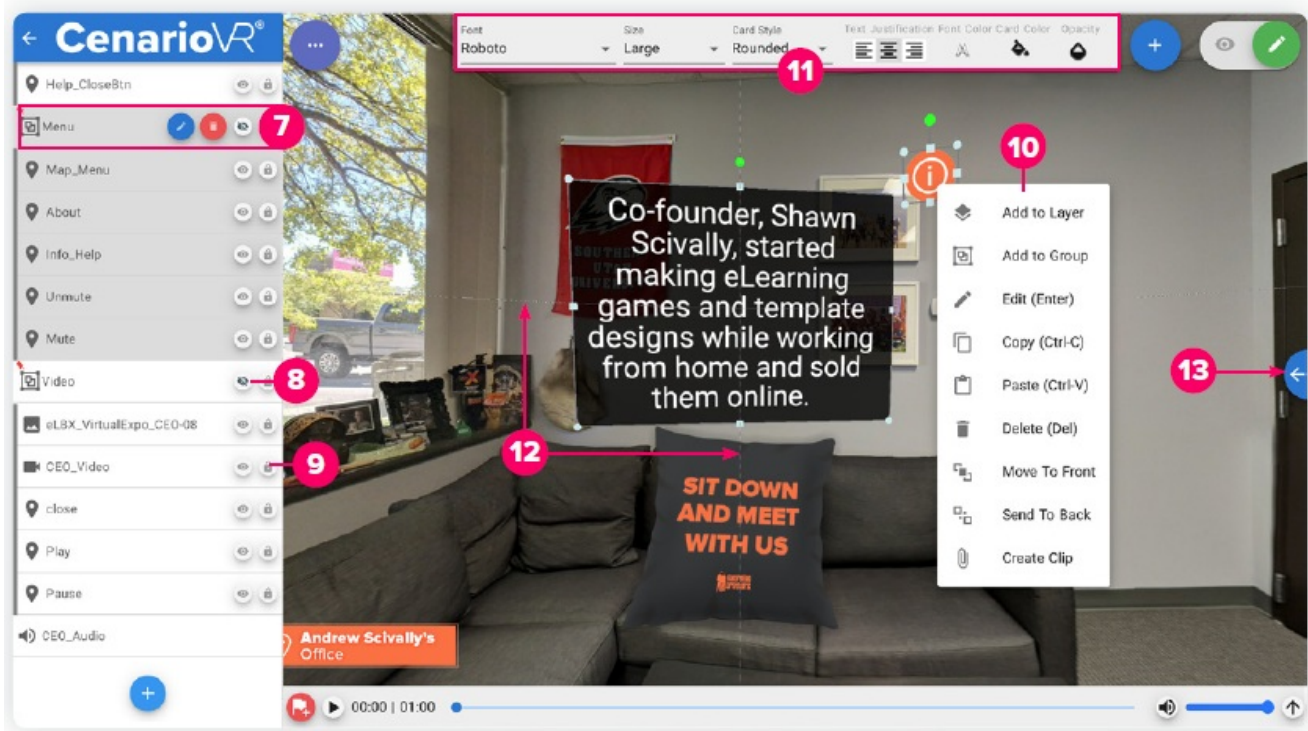 CenarioVR®
Help_CloseBtn
Menu
7
Map_Menu
About
Info_Help
Unmute
Mute
Video
8
eLBX_VirtualExpo_CEO-08
CEO_Video
9
close
Play
Pause
CEO_Audio
+
...
Font
Size
Card Style
Text Justification
Font Color
Card Color
Opacity
Roboto
Large
Rounded
11
+
SOUTHERN
UTAH
Co-founder, Shawn
Scivally, started
making eLearning
games and template
designs while working
from home and sold
them online.
i
10
Add to Layer
Add to Group
Edit (Enter)
Copy (Ctrl-C)
Paste (Ctrl-V)
Delete (Del)
Move To Front
Send To Back
Create Clip
13
12
SIT DOWN
AND MEET
WITH US
Andrew Scivally's
Office
00:00 | 01:00